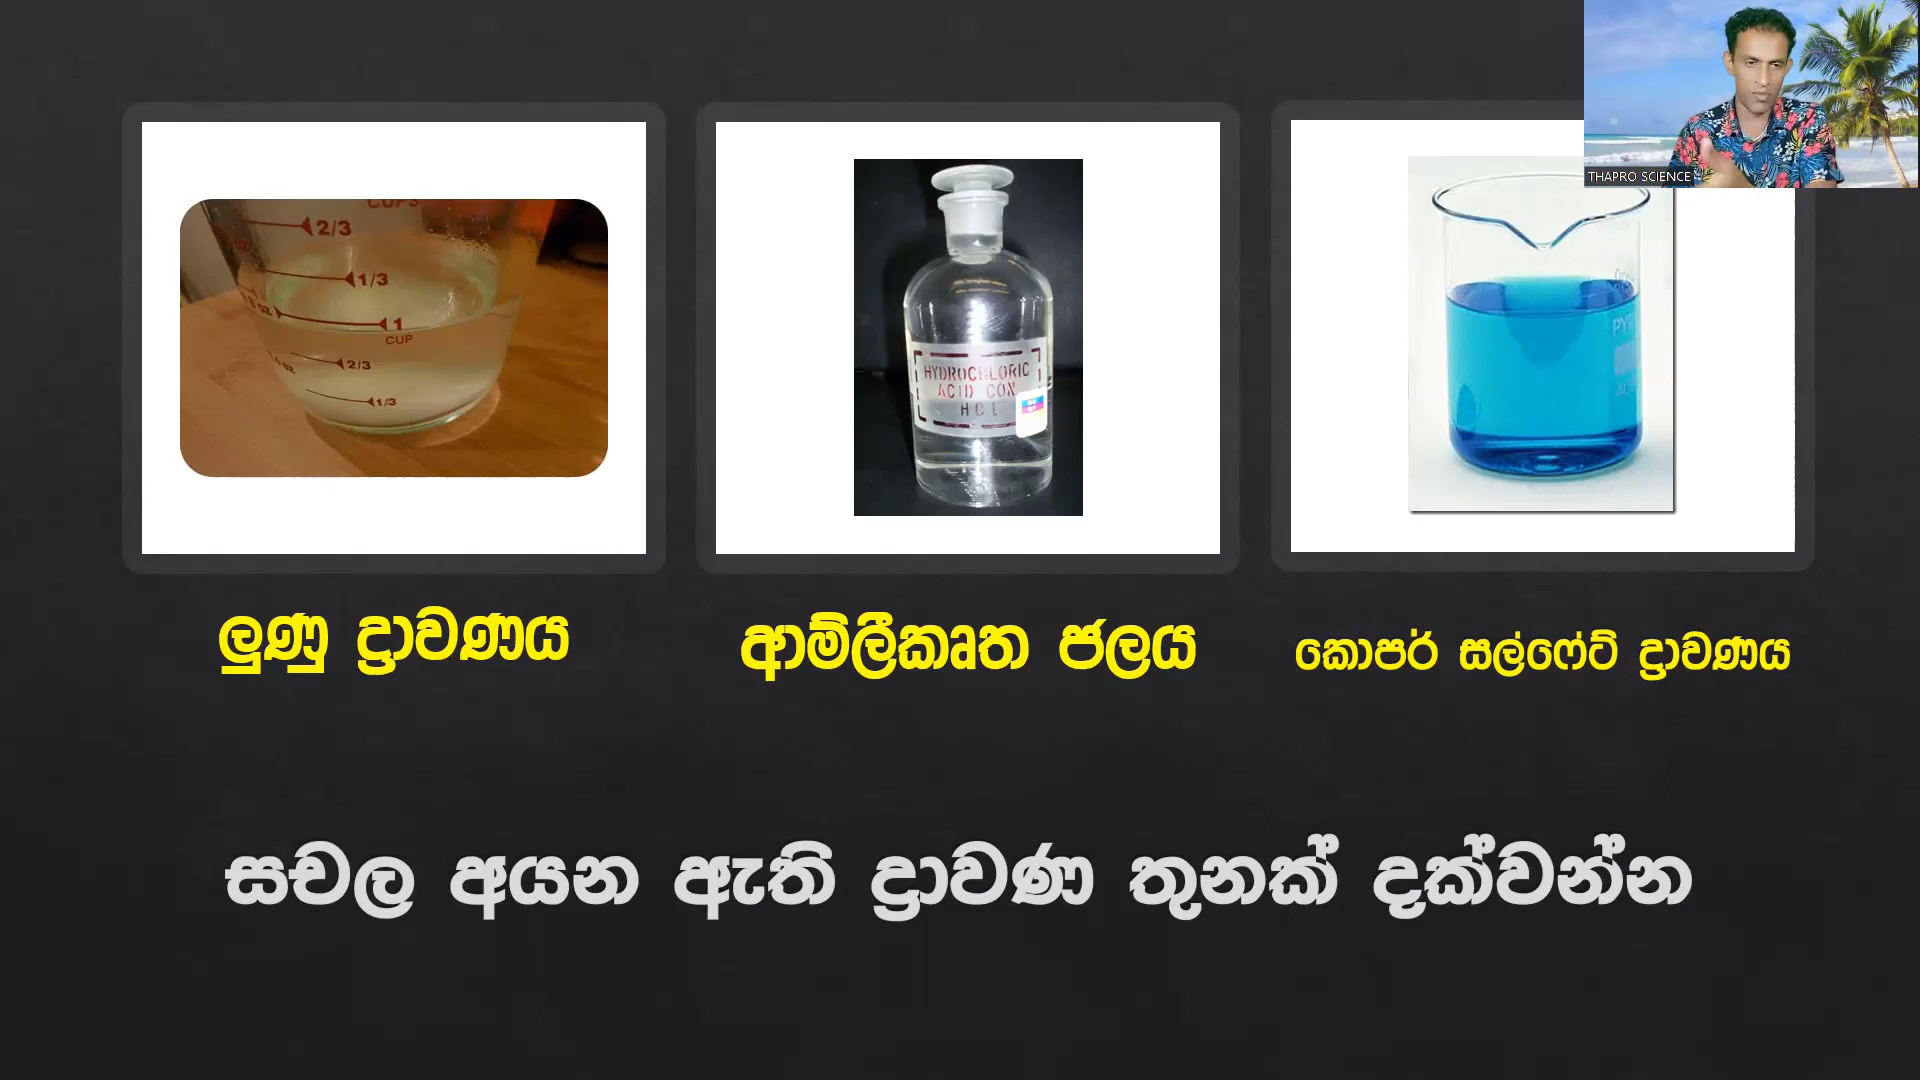 THAPRO SCIENCE
CUPS
2/3
1/3
1
CUP
2/3
1/3
HYDROCHLORIC
ACID CON
HCl
ලුණු ද්‍රාවණය
ආම්ලීකෘත ජලය
කොපර් සල්ෆේට් ද්‍රාවණය
සචල අයන ඇති ද්‍රාවණ තුනක් දක්වන්න